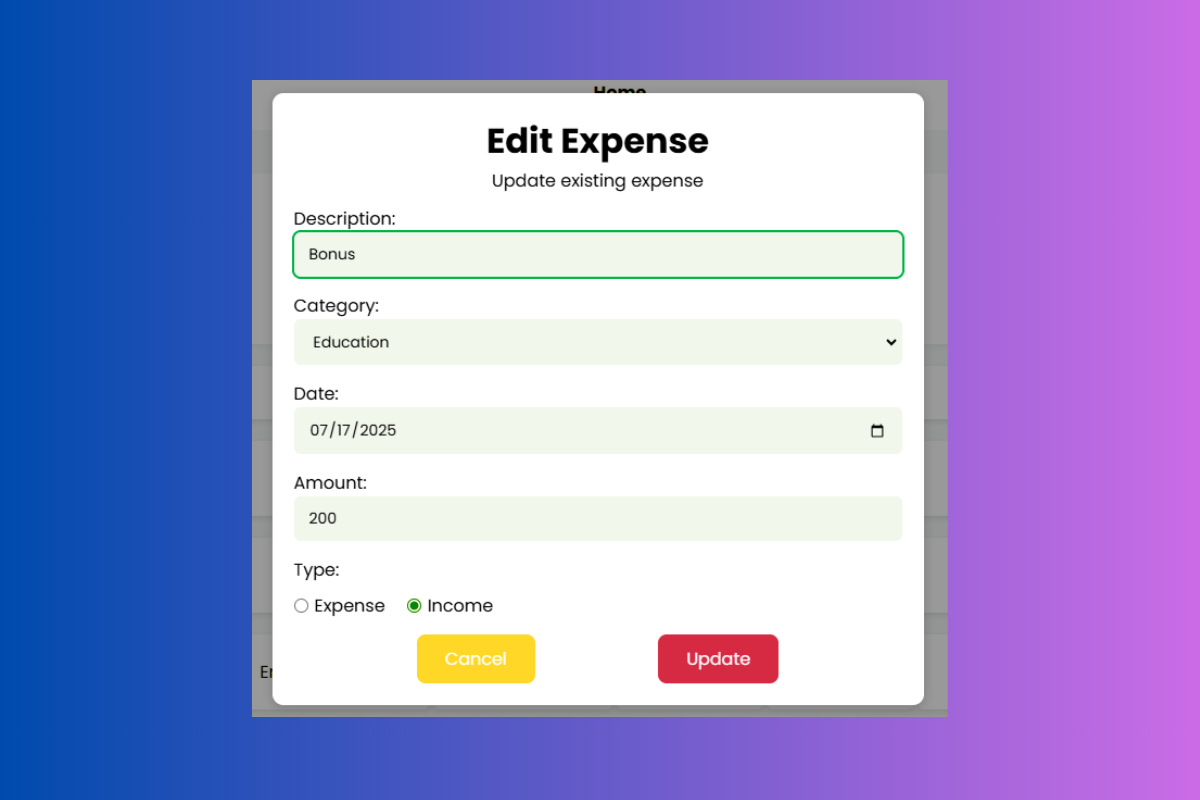 Home
Edit Expense
Update existing expense
Description:
Bonus
Category:
Education
Date:
07/17/2025
Amount:
200
Type:
Expense Income
Cancel Update